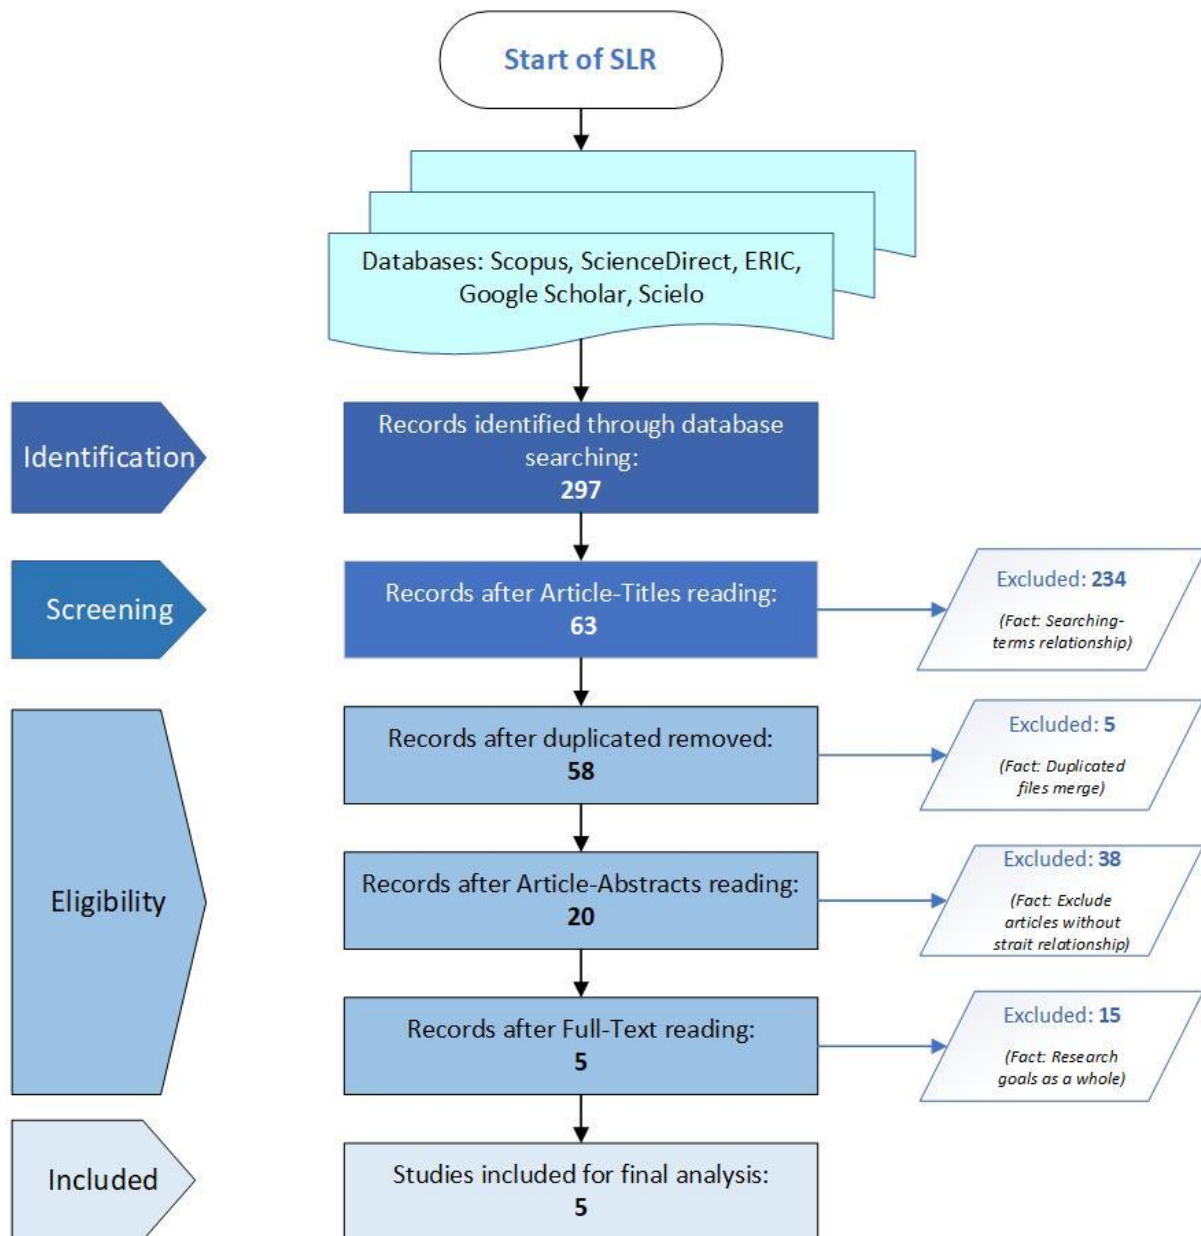 Start of SLR
Databases: Scopus, ScienceDirect, ERIC,
Google Scholar, Scielo
Identification
Records identified through database
searching:
297
Screening
Records after Article-Titles reading:
63
Excluded: 234
(Fact: Searching-
terms relationship)
Eligibility
Records after duplicated removed:
58
Excluded: 5
(Fact: Duplicated
files merge)
Records after Article-Abstracts reading:
20
Excluded: 38
(Fact: Exclude
articles without
strait relationship)
Records after Full-Text reading:
5
Excluded: 15
(Fact: Research
goals as a whole)
Included
Studies included for final analysis:
5